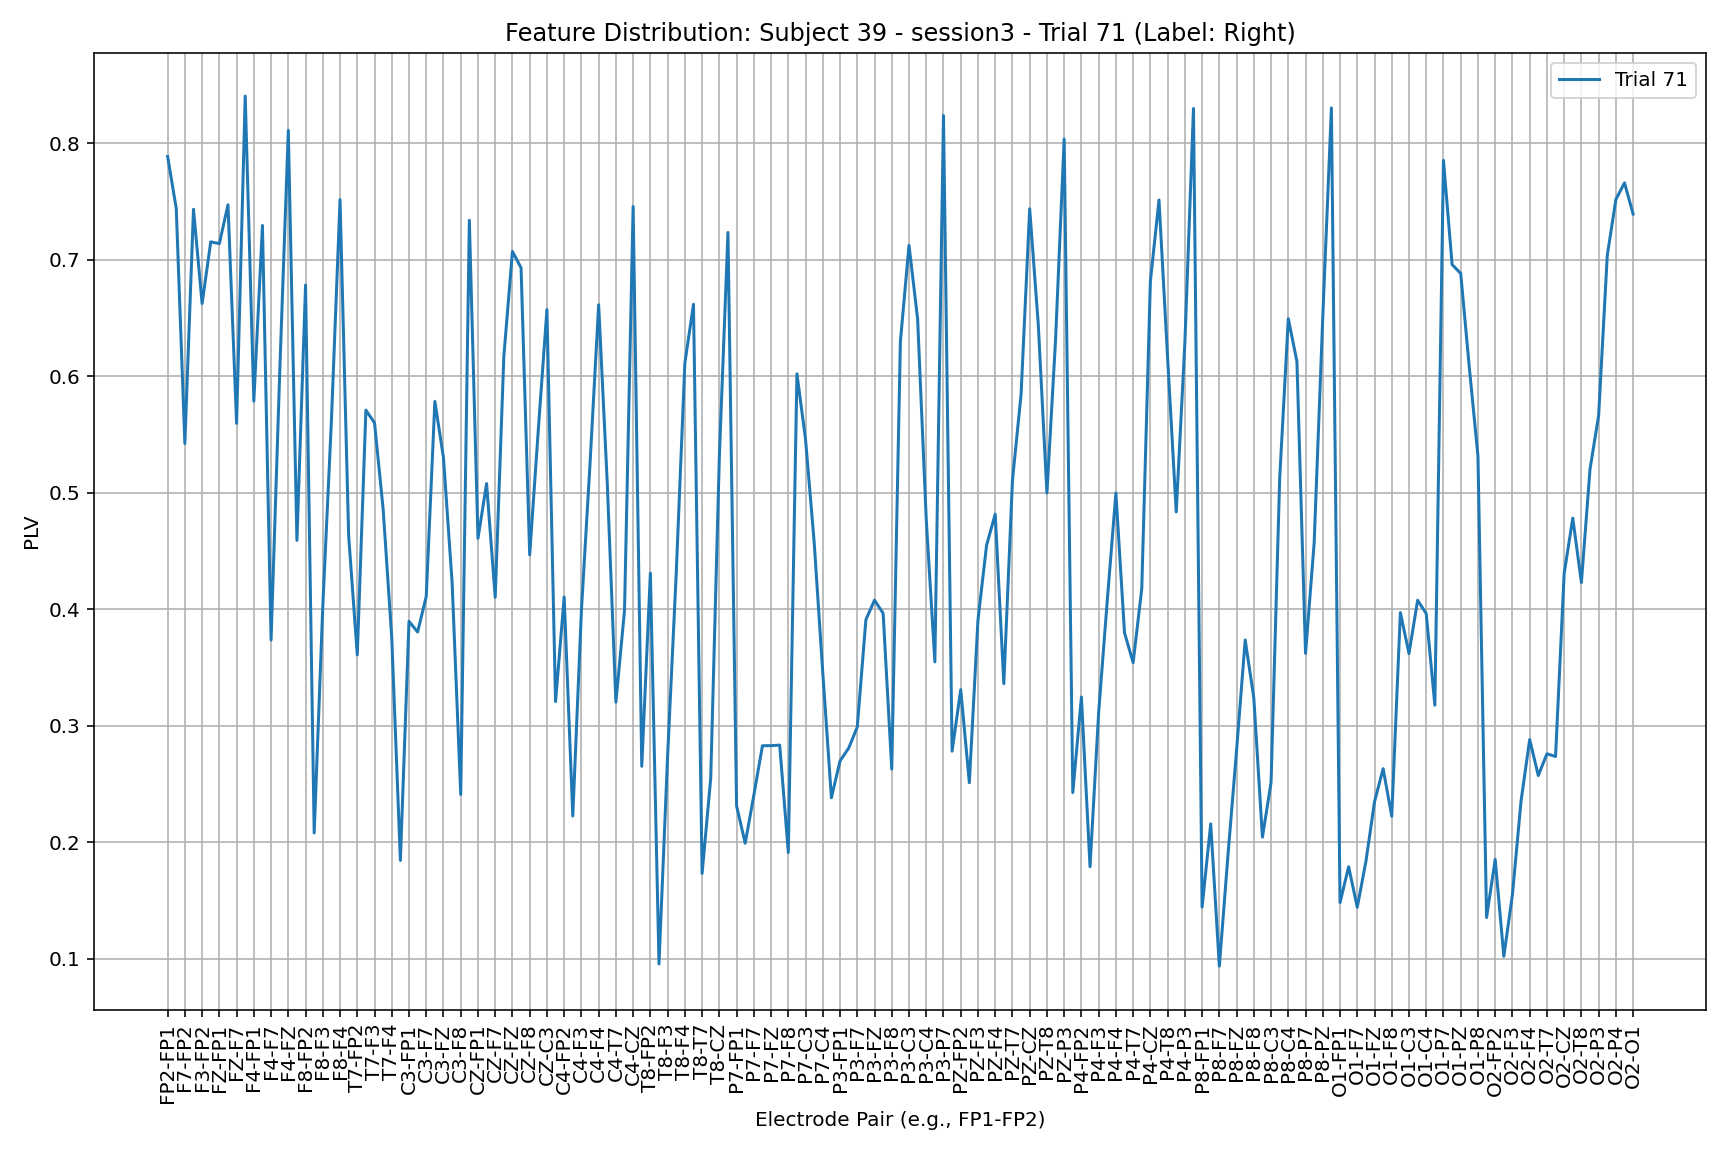 Feature Distribution: Subject 39 - session3 - Trial 71 (Label: Right)
Trial 71
PLV
0.8
0.7
0.6
0.5
0.4
0.3
0.2
0.1
FP2-FP1
F7-FP2
F3-FP2
FZ-FP1
FZ-F7
F4-FP1
F4-F7
F4-FZ
F8-FP2
F8-F3
F8-F4
T7-FP2
T7-F3
T7-F4
C3-FP1
C3-F7
C3-FZ
C3-F8
CZ-FP1
CZ-F7
CZ-FZ
CZ-F8
CZ-C3
C4-FP2
C4-F3
C4-F4
C4-T7
C4-CZ
T8-FP2
T8-F3
T8-F4
T8-T7
T8-CZ
P7-FP1
P7-F7
P7-FZ
P7-F8
P7-C3
P7-C4
P3-FP1
P3-F7
P3-FZ
P3-F8
P3-C3
P3-C4
P3-P7
PZ-FP2
PZ-F3
PZ-F4
PZ-T7
PZ-CZ
PZ-T8
PZ-P3
P4-FP2
P4-F3
P4-F4
P4-T7
P4-CZ
P4-T8
P4-P3
P8-FP1
P8-F7
P8-FZ
P8-F8
P8-C3
P8-C4
P8-P7
P8-PZ
O1-FP1
O1-F7
O1-FZ
O1-F8
O1-C3
O1-C4
O1-P7
O1-PZ
O1-P8
O2-FP2
O2-F3
O2-F4
O2-T7
O2-CZ
O2-T8
O2-P3
O2-P4
O2-O1
Electrode Pair (e.g., FP1-FP2)